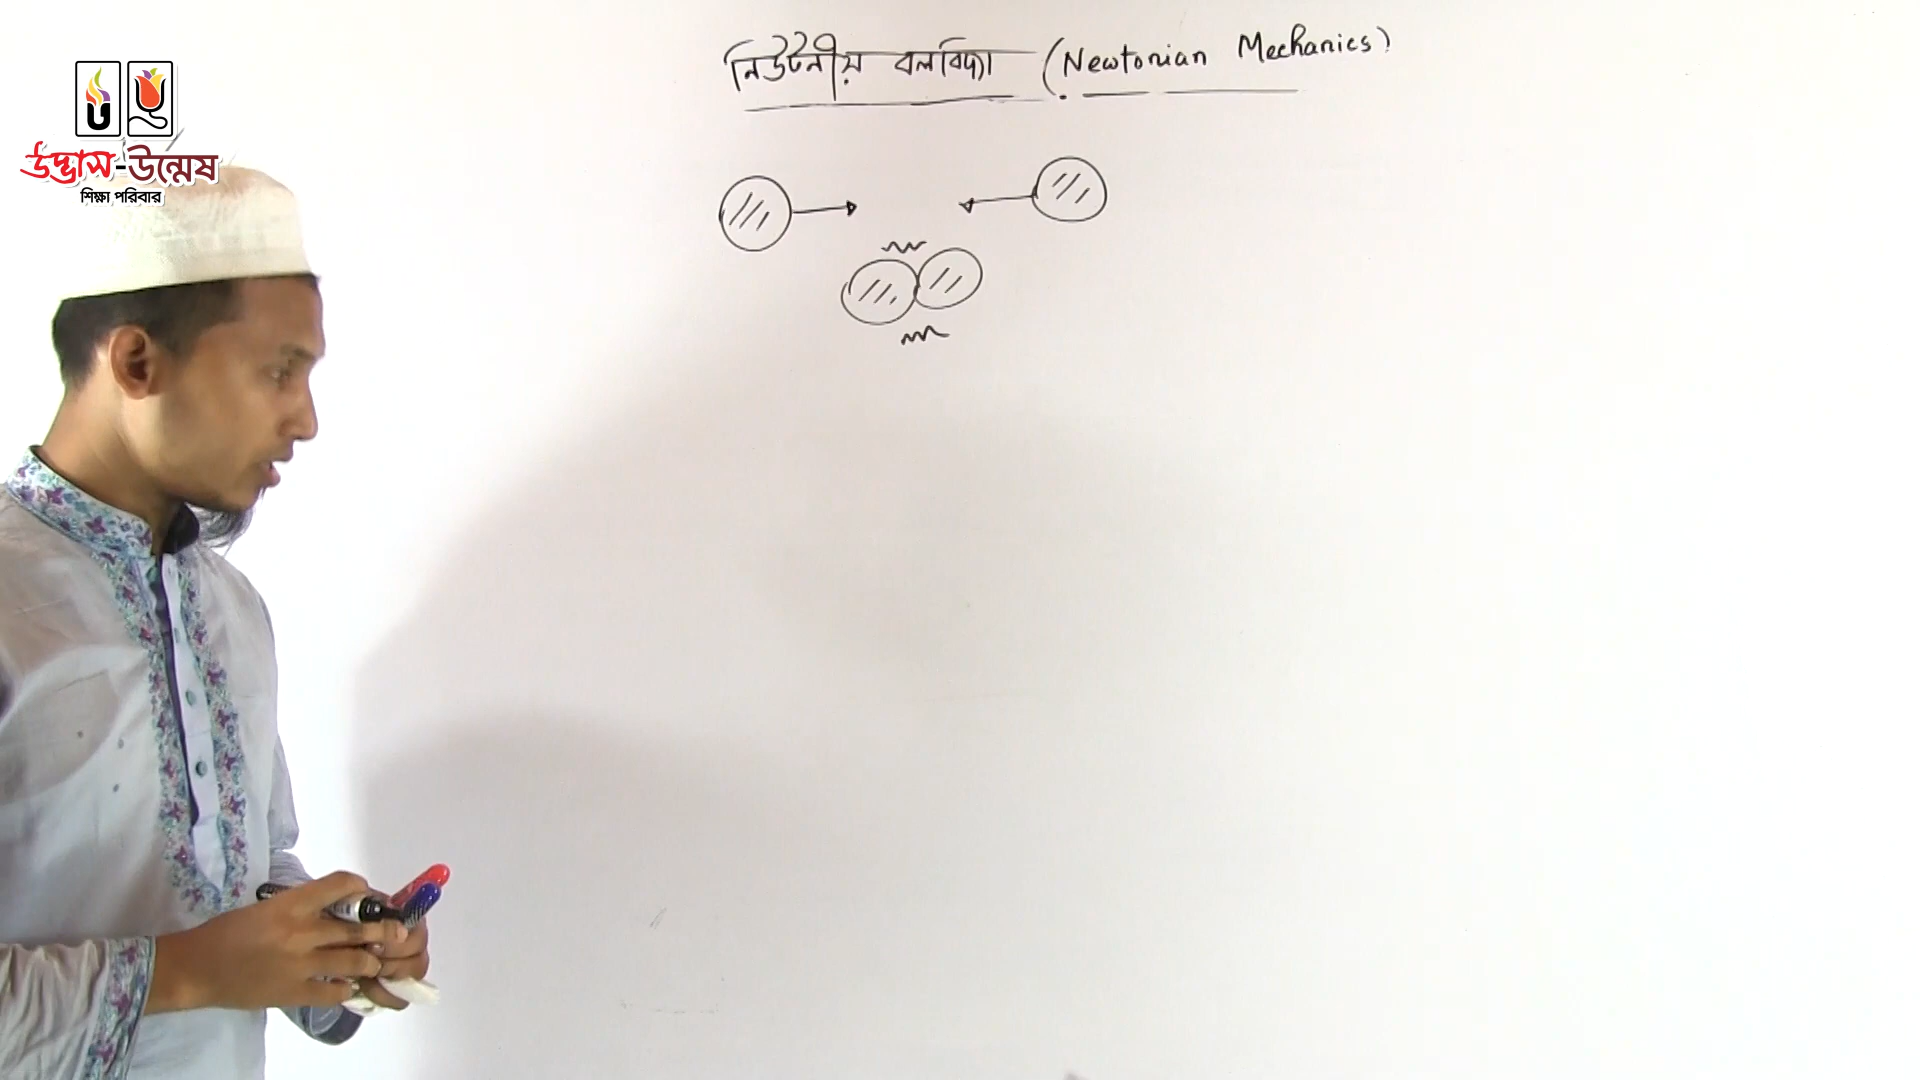 নিউটনীয় বলবিদ্যা (Newtonian Mechanics)
উদ্ভাস-উন্মেষ
শিক্ষা পরিবার